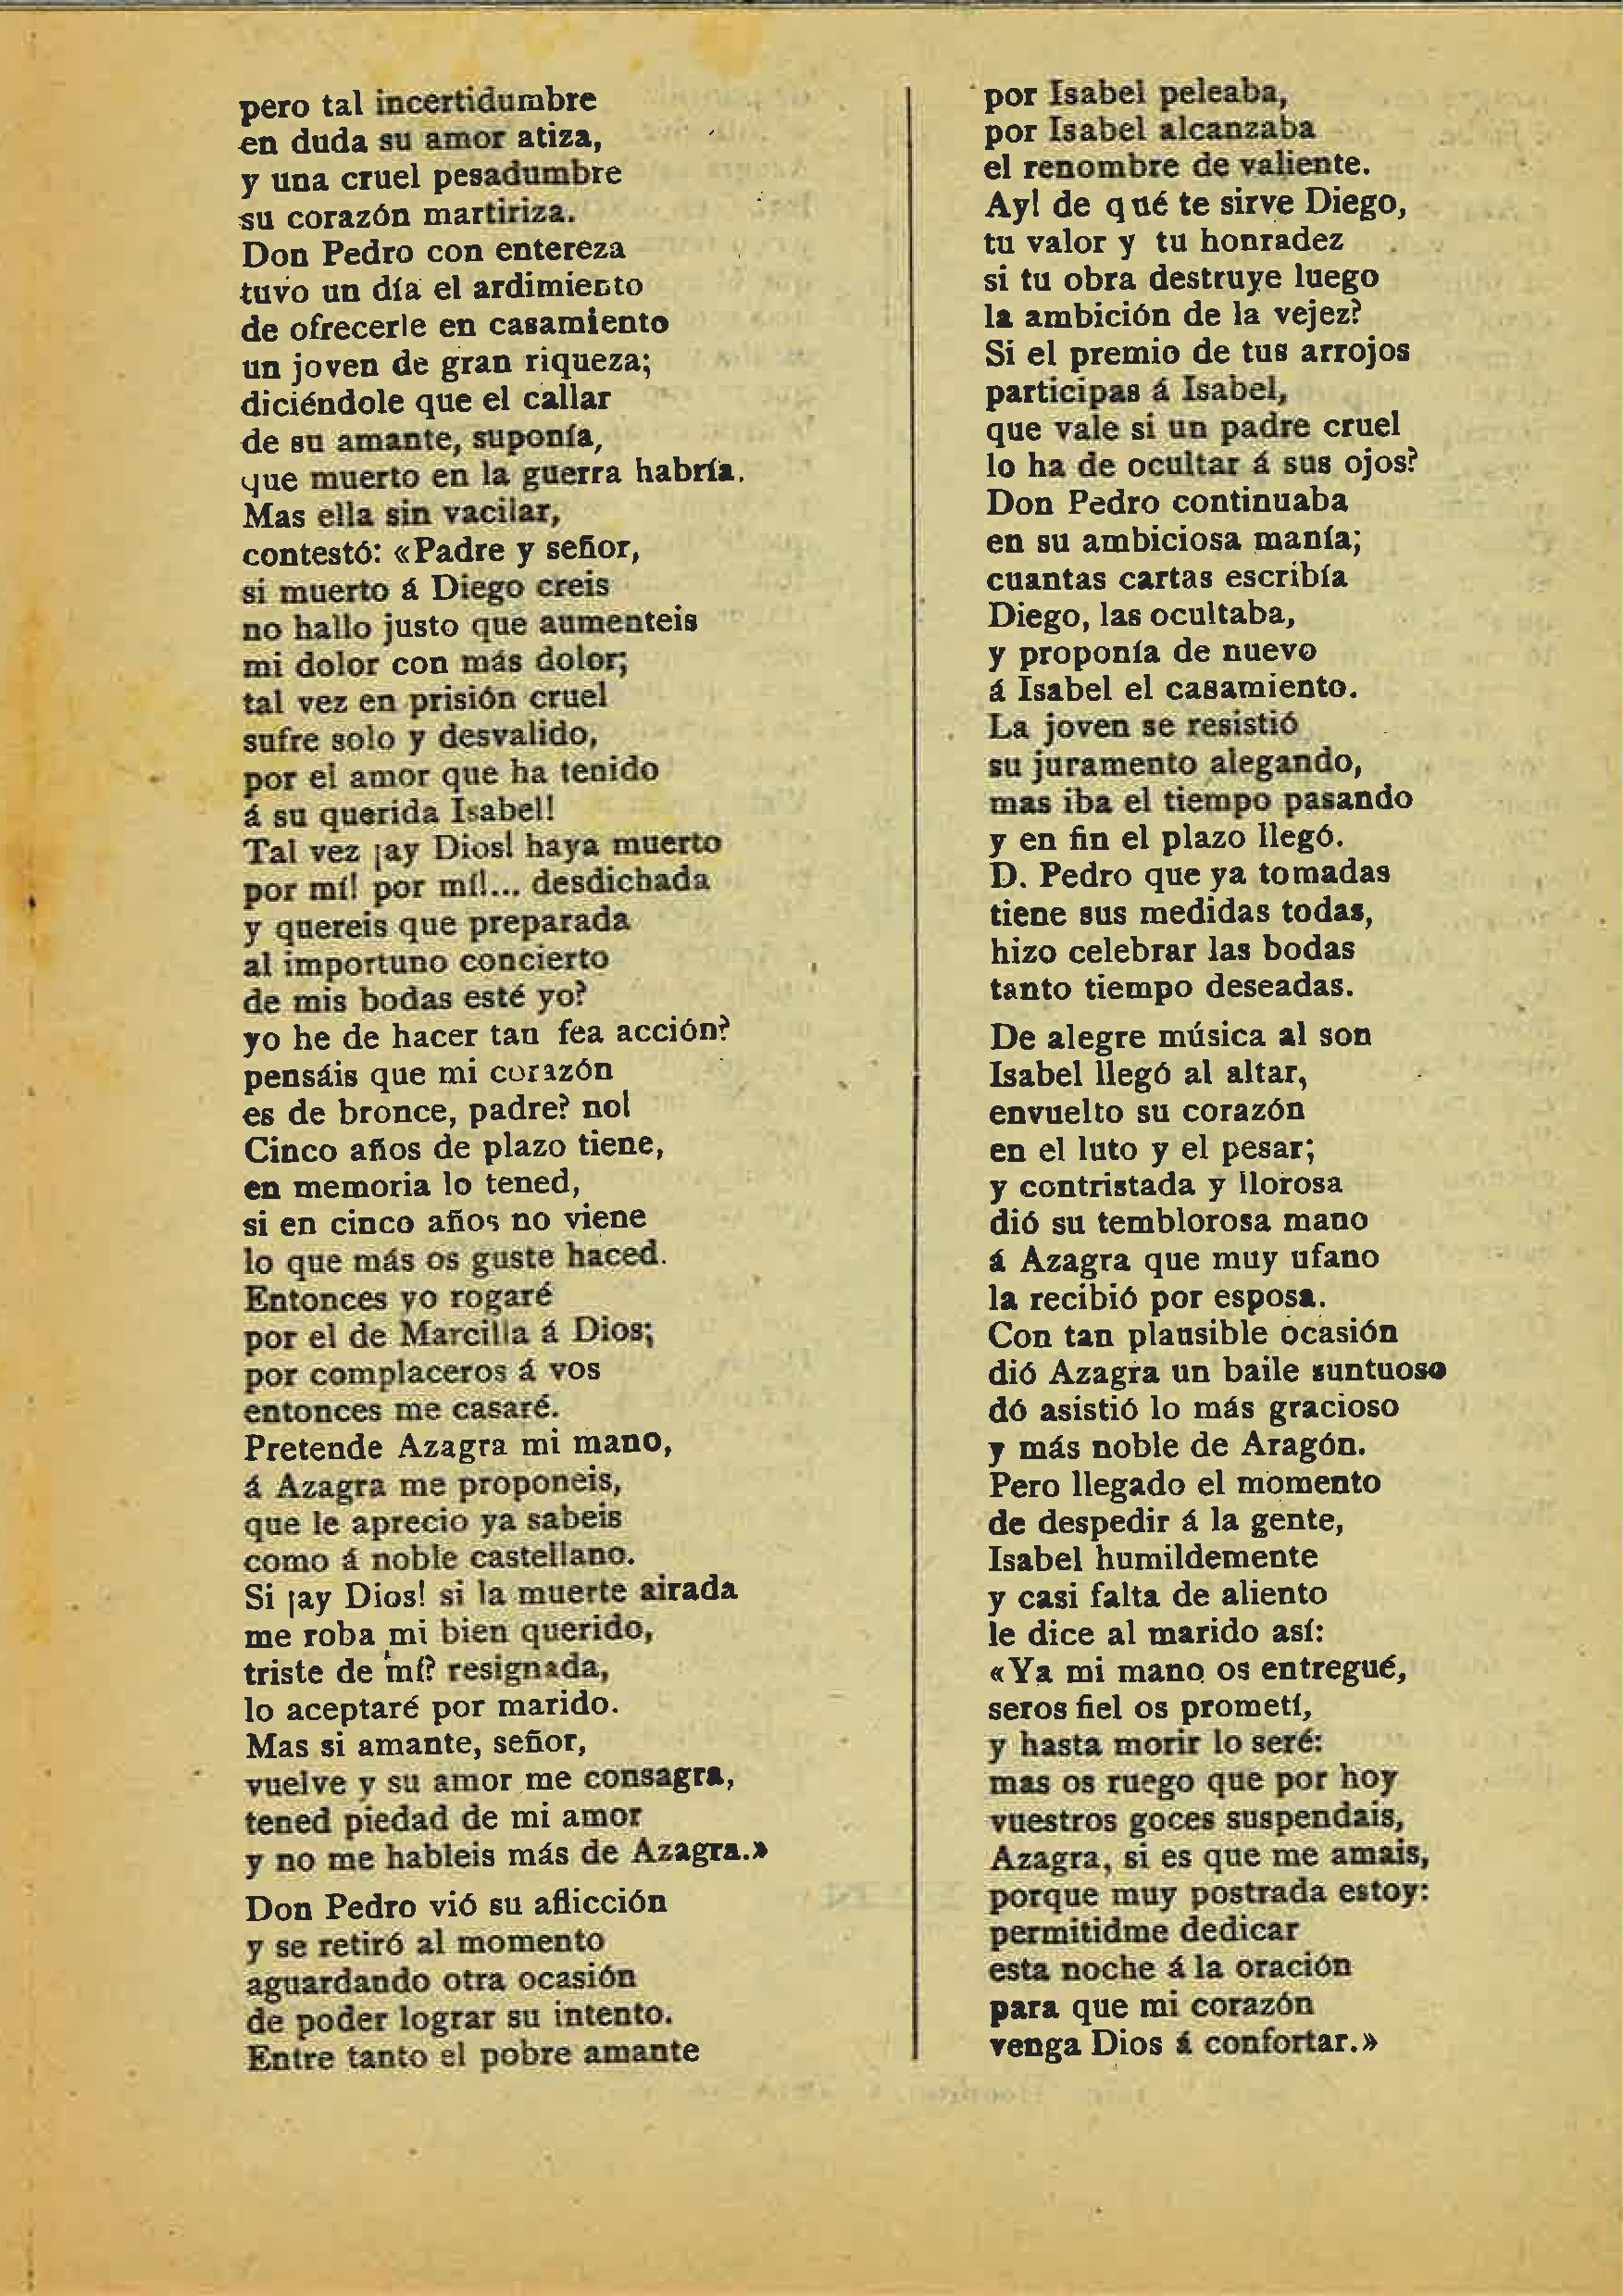 pero tal incertidumbre
en duda su amor atiza,
y una cruel pesadumbre
su corazón martiriza.
Don Pedro con entereza
tuvo un día el ardimiento
de ofrecerle en casamiento
un joven de gran riqueza;
diciéndole que el callar
de su amante, suponía,
que muerto en la guerra habría.
Mas ella sin vacilar,
contestó: «Padre y señor,
si muerto á Diego creis
no hallo justo que aumenteis
mi dolor con más dolor;
tal vez en prisión cruel
sufre solo y desvalido,
por el amor que ha tenido
á su querida Isabel!
Tal vez ¡ay Dios! haya muerto
por mí! por mí!... desdichada
y quereis que preparada
al importuno concierto
de mis bodas esté yo?
yo he de hacer tan fea acción?
pensáis que mi corazón
es de bronce, padre? no!
Cinco años de plazo tiene,
en memoria lo tened,
si en cinco años no viene
lo que más os guste haced.
Entonces yo rogaré
por el de Marcilla á Dios;
por complaceros á vos
entonces me casaré.
Pretende Azagra mi mano,
á Azagra me proponeis,
que le aprecio ya sabeis
como á noble castellano.
Si ¡ay Dios! si la muerte airada
me roba mi bien querido,
triste de mí? resignada,
lo aceptaré por marido.
Mas si amante, señor,
vuelve y su amor me consagra,
tened piedad de mi amor
y no me hableis más de Azagra.»
Don Pedro vió su aflicción
y se retiró al momento
aguardando otra ocasión
de poder lograr su intento.
Entre tanto el pobre amante
por Isabel peleaba,
por Isabel alcanzaba
el renombre de valiente.
Ay! de qué te sirve Diego,
tu valor y tu honradez
si tu obra destruye luego
la ambición de la vejez?
Si el premio de tus arrojos
participas á Isabel,
que vale si un padre cruel
lo ha de ocultar á sus ojos?
Don Pedro continuaba
en su ambiciosa manía;
cuantas cartas escribía
Diego, las ocultaba,
y proponía de nuevo
á Isabel el casamiento.
La joven se resistió
su juramento alegando,
mas iba el tiempo pasando
y en fin el plazo llegó.
D. Pedro que ya tomadas
tiene sus medidas todas,
hizo celebrar las bodas
tanto tiempo deseadas.
De alegre música al son
Isabel llegó al altar,
envuelto su corazón
en el luto y el pesar;
y contristada y llorosa
dió su temblorosa mano
á Azagra que muy ufano
la recibió por esposa.
Con tan plausible ocasión
dió Azagra un baile suntuoso
dó asistió lo más gracioso
y más noble de Aragón.
Pero llegado el momento
de despedir á la gente,
Isabel humildemente
y casi falta de aliento
le dice al marido así:
«Ya mi mano os entregué,
seros fiel os prometí,
y hasta morir lo seré:
mas os ruego que por hoy
vuestros goces suspendais,
Azagra, si es que me amais,
porque muy postrada estoy:
permitidme dedicar
esta noche á la oración
para que mi corazón
venga Dios á confortar.»